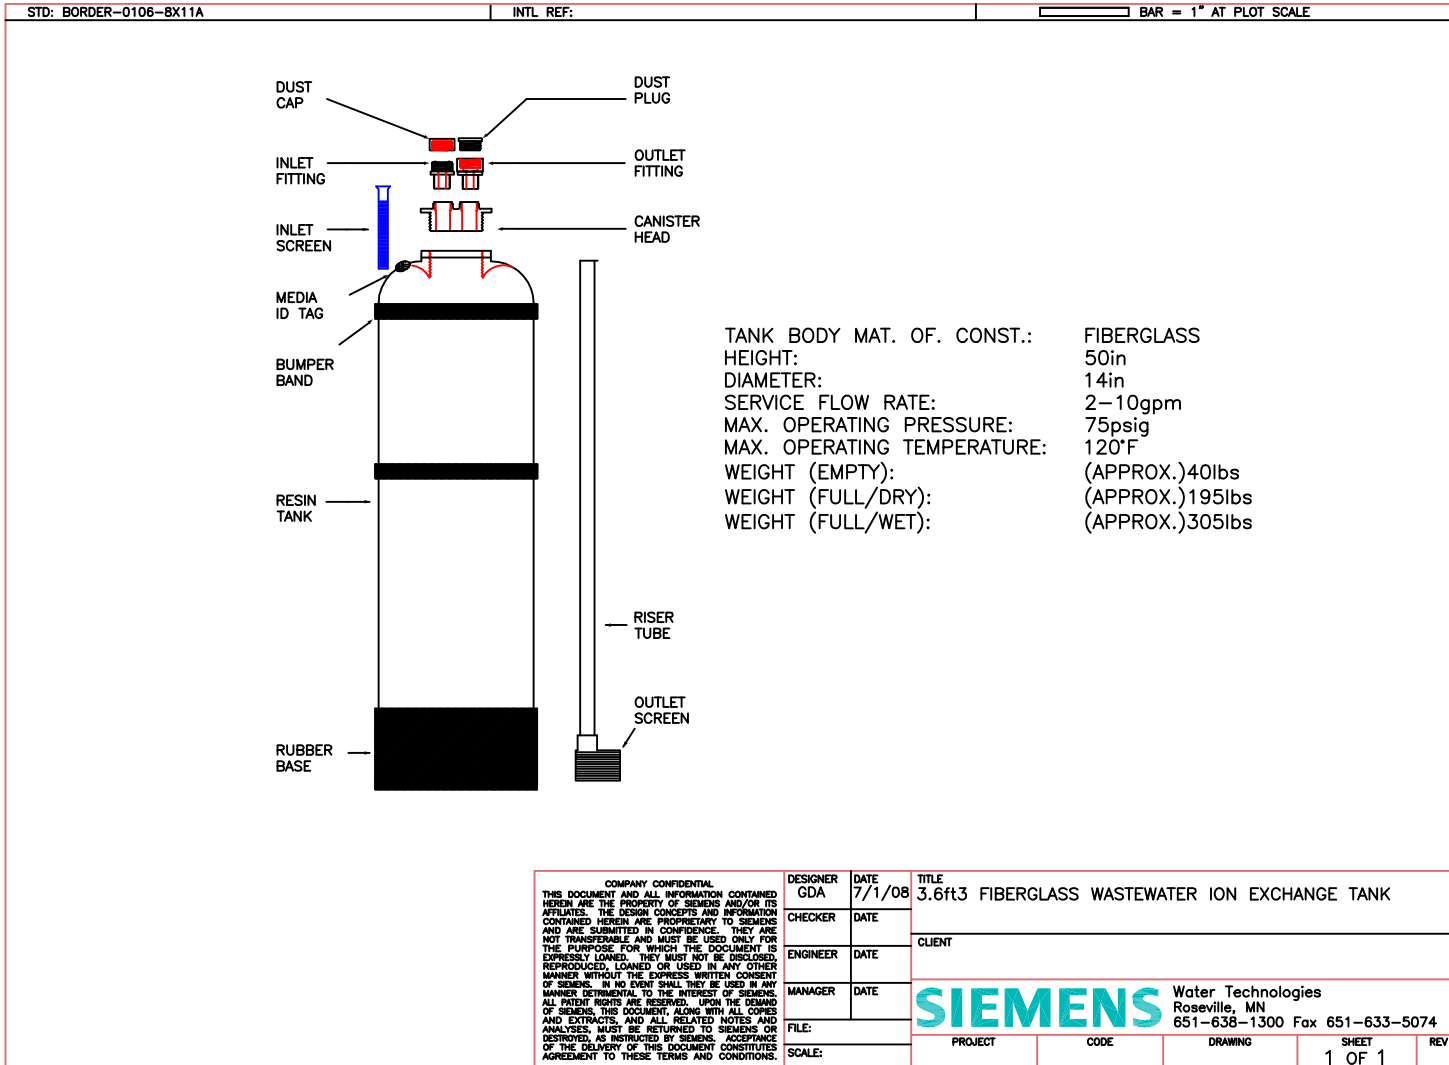 STD: BORDER-0106-8X11A
INTL REF:
BAR = 1" AT PLOT SCALE
DUST
CAP
DUST
PLUG
INLET
FITTING
OUTLET
FITTING
INLET
SCREEN
CANISTER
HEAD
MEDIA
ID TAG
BUMPER
BAND
TANK BODY MAT. OF. CONST.: FIBERGLASS
HEIGHT: 50in
DIAMETER: 14in
SERVICE FLOW RATE: 2-10gpm
MAX. OPERATING PRESSURE: 75psig
MAX. OPERATING TEMPERATURE: 120°F
WEIGHT (EMPTY): (APPROX.)40lbs
WEIGHT (FULL/DRY): (APPROX.)195lbs
WEIGHT (FULL/WET): (APPROX.)305lbs
RESIN
TANK
RISER
TUBE
OUTLET
SCREEN
RUBBER
BASE
COMPANY CONFIDENTIAL
THIS DOCUMENT AND ALL INFORMATION CONTAINED
HEREIN ARE THE PROPERTY OF SIEMENS AND/OR ITS
AFFILIATES. THE DESIGN CONCEPTS AND INFORMATION
CONTAINED HEREIN ARE PROPRIETARY TO SIEMENS
AND ARE SUBMITTED IN CONFIDENCE. THEY ARE
NOT TRANSFERABLE AND MUST BE USED ONLY FOR
THE PURPOSE FOR WHICH THE DOCUMENT IS
EXPRESSLY LOANED. THEY MUST NOT BE DISCLOSED,
REPRODUCED, LOANED OR USED IN ANY OTHER
MANNER WITHOUT THE EXPRESS WRITTEN CONSENT
OF SIEMENS. IN NO EVENT SHALL THEY BE USED IN ANY
MANNER DETRIMENTAL TO THE INTEREST OF SIEMENS.
ALL PATENT RIGHTS ARE RESERVED. UPON THE DEMAND
OF SIEMENS, THIS DOCUMENT, ALONG WITH ALL COPIES
AND EXTRACTS, AND ALL RELATED NOTES AND
ANALYSES, MUST BE RETURNED TO SIEMENS OR
DESTROYED, AS INSTRUCTED BY SIEMENS. ACCEPTANCE
OF THE DELIVERY OF THIS DOCUMENT CONSTITUTES
AGREEMENT TO THESE TERMS AND CONDITIONS.
DESIGNER DATE
GDA 7/1/08
CHECKER DATE
ENGINEER DATE
MANAGER DATE
FILE:
SCALE:
TITLE
3.6ft3 FIBERGLASS WASTEWATER ION EXCHANGE TANK
CLIENT
SIEMENS
Water Technologies
Roseville, MN
651-638-1300 Fax 651-633-5074
PROJECT CODE DRAWING SHEET REV
1 OF 1